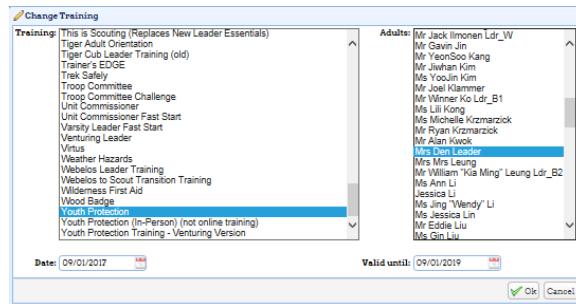 Change Training
Training:
This is Scouting (Replaces New Leader Essentials)
Tiger Adult Orientation
Tiger Cub Leader Training (old)
Trainer's EDGE
Trek Safely
Troop Committee
Troop Committee Challenge
Unit Commissioner
Unit Commissioner Fast Start
Varsity Leader Fast Start
Venturing Leader
Virtus
Weather Hazards
Webelos Leader Training
Webelos to Scout Transition Training
Wilderness First Aid
Wood Badge
Youth Protection
Youth Protection (In-Person) (not online training)
Youth Protection Training - Venturing Version
Adults:
Mr Jack Ilmonen Ldr_W
Mr Gavin Jin
Mr YeonSoo Kang
Mr Jiwhan Kim
Ms YooJin Kim
Mr Joel Klammer
Mr Winner Ko Ldr_B1
Ms Lili Kong
Ms Michelle Krzmarzick
Mr Ryan Krzmarzick
Mr Alan Kwok
Mrs Den Leader
Mrs Mrs Leung
Mr William "Kia Ming" Leung Ldr_B2
Ms Ann Li
Jessica Li
Ms Jing "Wendy" Li
Ms Jessica Lin
Mr Eddie Liu
Ms Gin Liu
Date: 09/01/2017
Valid until: 09/01/2019
Ok Cancel